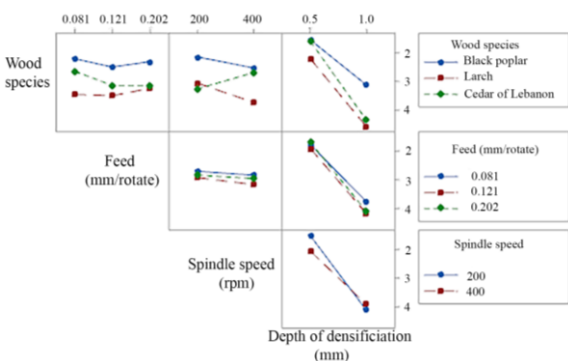 0.081 0.121 0.202 200 400 0.5 1.0
Wood
species
2
3
4
Wood species
Black poplar
Larch
Cedar of Lebanon
Feed
(mm/rotate)
2
3
4
Feed (mm/rotate)
0.081
0.121
0.202
Spindle speed
(rpm)
2
3
4
Spindle speed
200
400
Depth of densificiation
(mm)